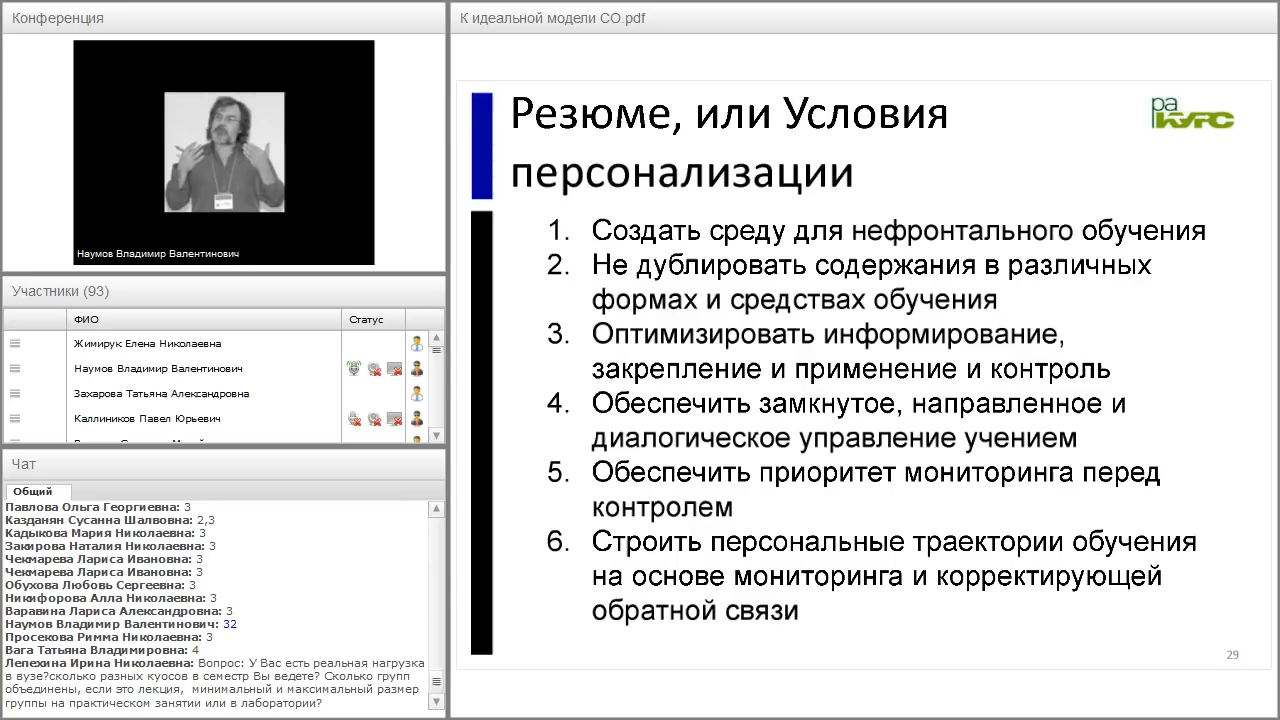 Конференция
Наумов Владимир Валентинович
Участники (93)
ФИО Статус
Жимирук Елена Николаевна
Наумов Владимир Валентинович
Захарова Татьяна Александровна
Каллиников Павел Юрьевич
Чат
Общий
Павлова Ольга Георгиевна: 3
Казданян Сусанна Шалвовна: 2,3
Кадыкова Мария Николаевна: 3
Закирова Наталия Николаевна: 3
Чекмарева Лариса Ивановна: 3
Чекмарева Лариса Ивановна: 3
Обухова Любовь Сергеевна: 3
Никифорова Алла Николаевна: 3
Варавина Лариса Александровна: 3
Наумов Владимир Валентинович: 32
Просекова Римма Николаевна: 3
Вага Татьяна Владимировна: 4
Лепехина Ирина Николаевна: Вопрос: У Вас есть реальная нагрузка
в вузе?сколько разных куосов в семестр Вы ведете? Сколько групп
объединены, если это лекция, минимальный и максимальный размер
группы на практическом занятии или в лаборатории?
К идеальной модели СО.pdf
Резюме, или Условия
персонализации
ра
КУРС
1. Создать среду для нефронтального обучения
2. Не дублировать содержания в различных
формах и средствах обучения
3. Оптимизировать информирование,
закрепление и применение и контроль
4. Обеспечить замкнутое, направленное и
диалогическое управление учением
5. Обеспечить приоритет мониторинга перед
контролем
6. Строить персональные траектории обучения
на основе мониторинга и корректирующей
обратной связи
29